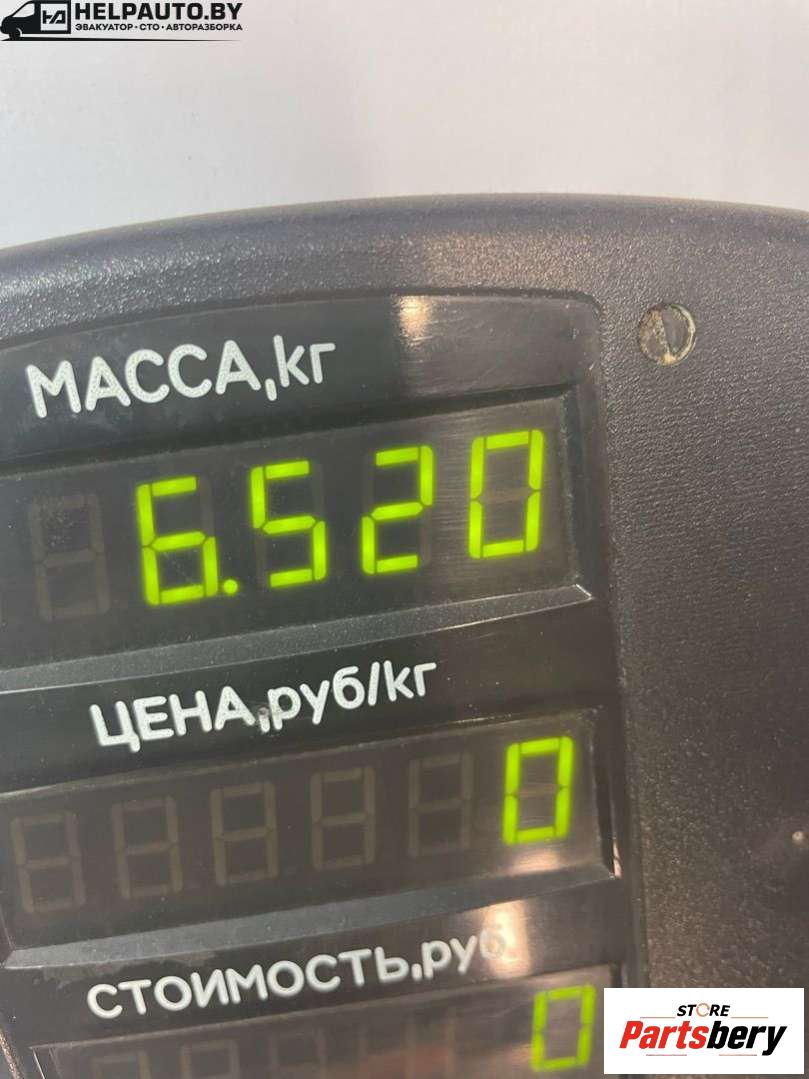 HELPAUTO.BY
ЭВАКУАТОР • СТО • АВТОРАЗБОРКА
МАССА,кг
6.520
ЦЕНА,руб/кг
0
СТОИМОСТЬ,руб
0
STORE
Partsbery